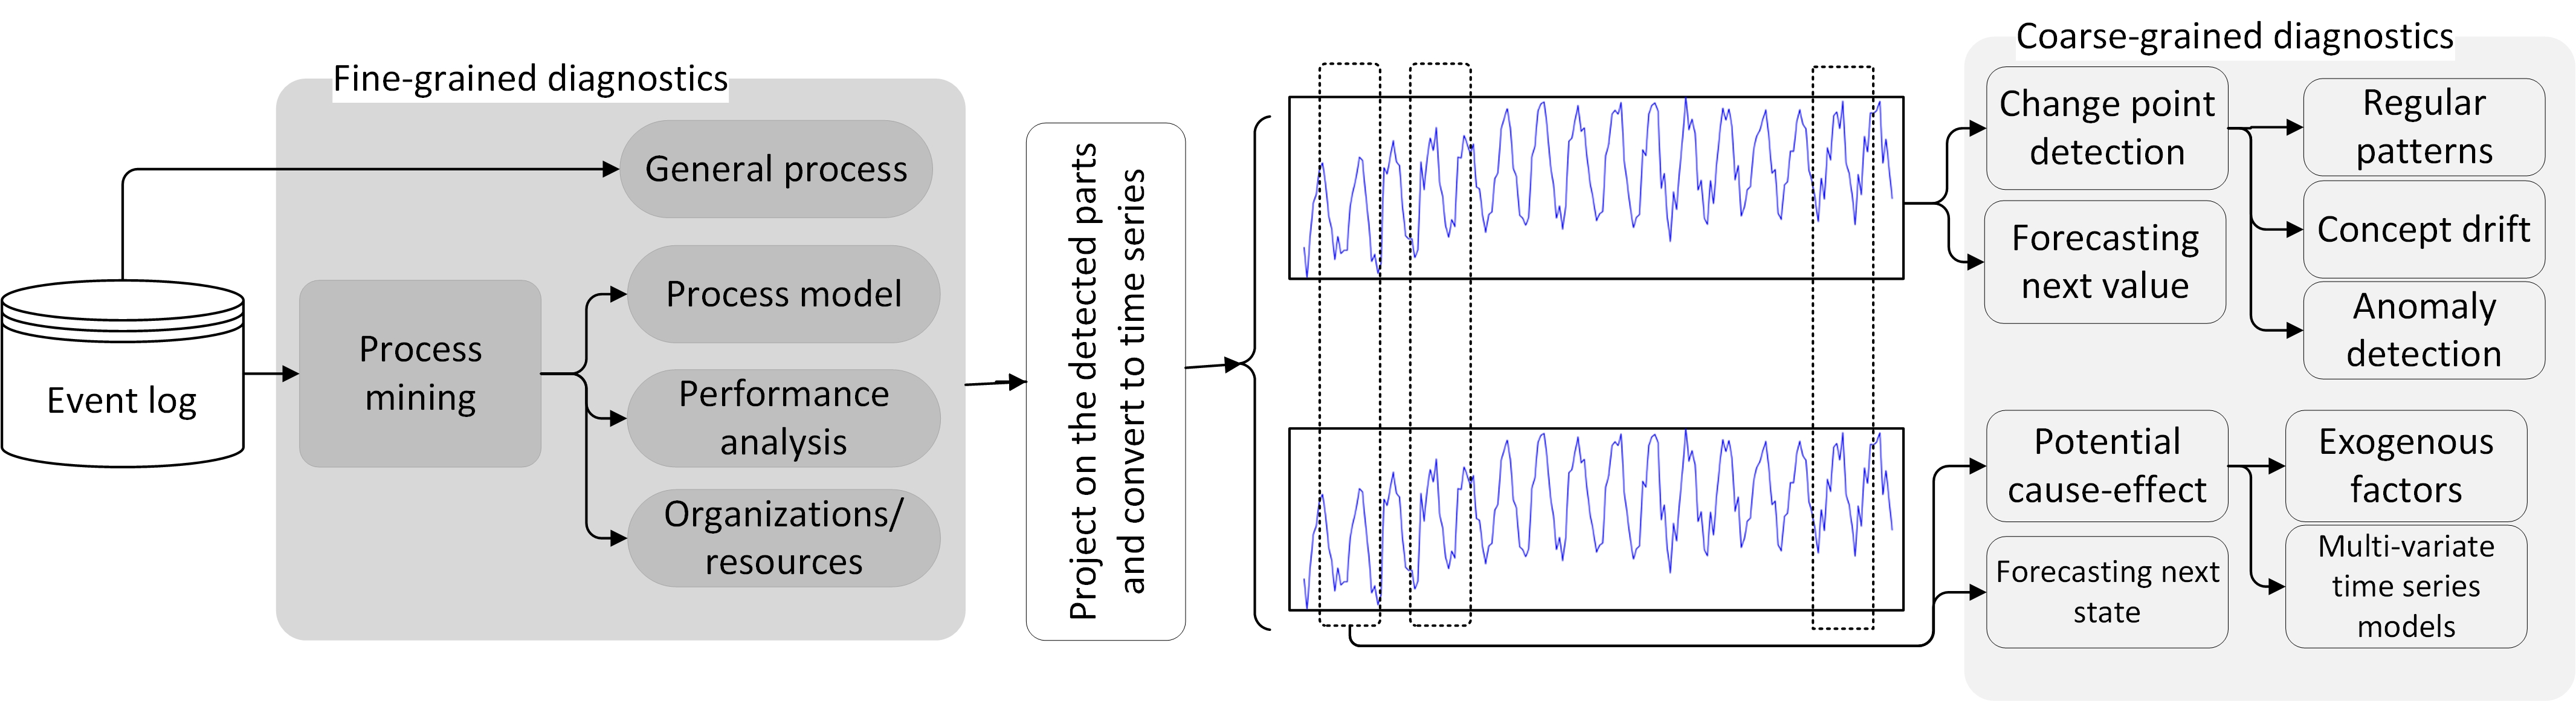 Fine-grained diagnostics
General process
Event log
Process
mining
Process model
Performance
analysis
Organizations/
resources
Project on the detected parts
and convert to time series
Coarse-grained diagnostics
Change point
detection
Forecasting
next value
Regular
patterns
Concept drift
Anomaly
detection
Potential
cause-effect
Forecasting next
state
Exogenous
factors
Multi-variate
time series
models